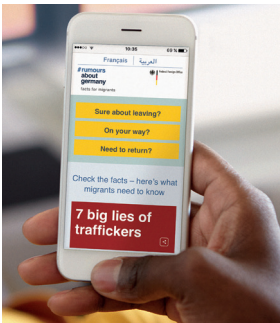 10:35
69 %
Français
العربية
#rumours
about
germany
facts for migrants
Federal Foreign Office
Sure about leaving?
On your way?
Need to return?
Check the facts – here's what
migrants need to know
7 big lies of
traffickers